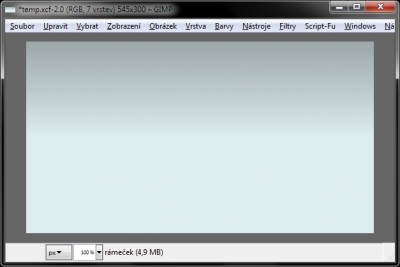 *temp.xcf-2.0 (RGB, 7 vrstev) 545x300 – GIMP
Soubor Upravit Vybrat Zobrazení Obrázek Vrstva Barvy Nástroje Filtry Script-Fu Windows Ná
px 100 % rámeček (4,9 MB)